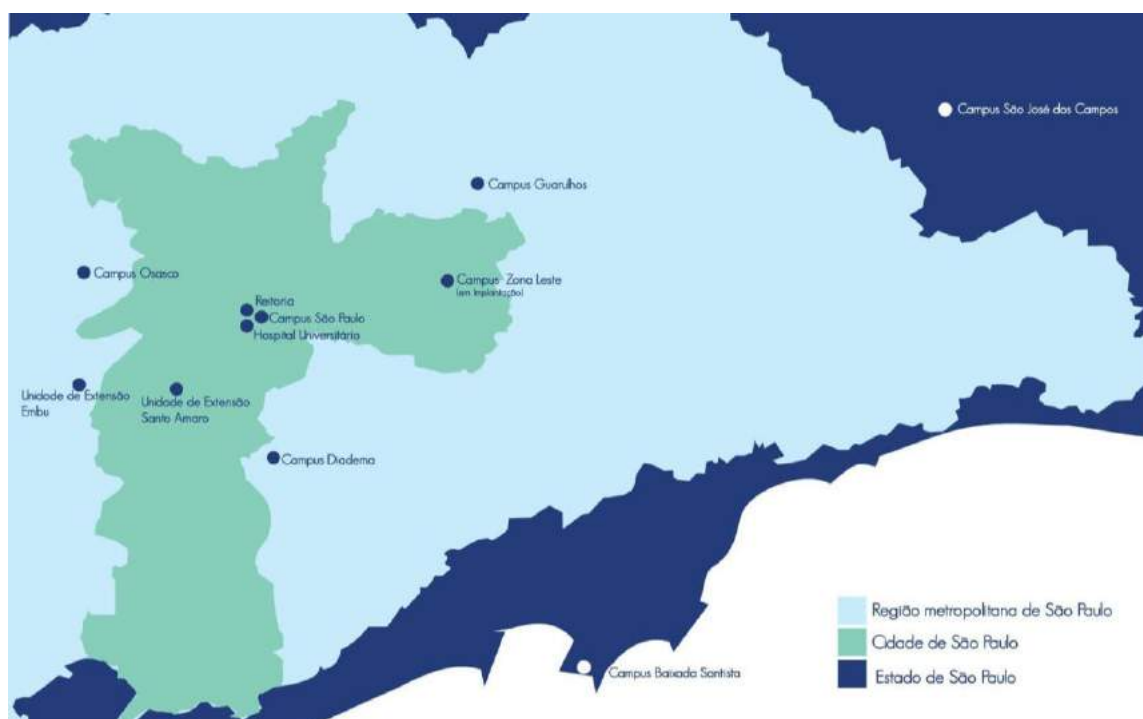 Campus São José dos Campos
Campus Guarulhos
Campus Osasco
Campus Zona Leste
(em Implantação)
Reitoria
Campus São Paulo
Hospital Universitário
Unidade de Extensão
Embu
Unidade de Extensão
Santo Amaro
Campus Diadema
Região metropolitana de São Paulo
Cidade de São Paulo
Campus Baixada Santista
Estado de São Paulo